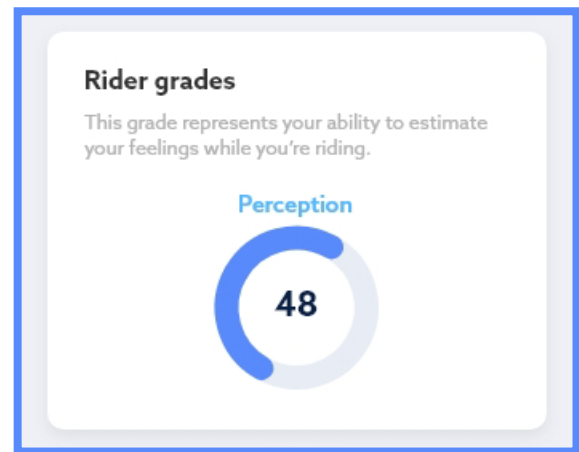 Rider grades
This grade represents your ability to estimate
your feelings while you're riding.
Perception
48